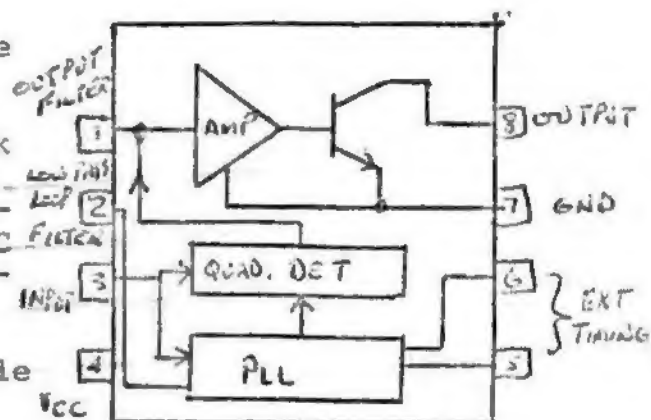 OUTPUT
FILTER
1
AMP
8 OUTPUT
LOW PASS
LOOP
2
FILTER
7 GND
3
INPUT
QUAD. DET
6
EXT
TIMING
4
PLL
5
VCC